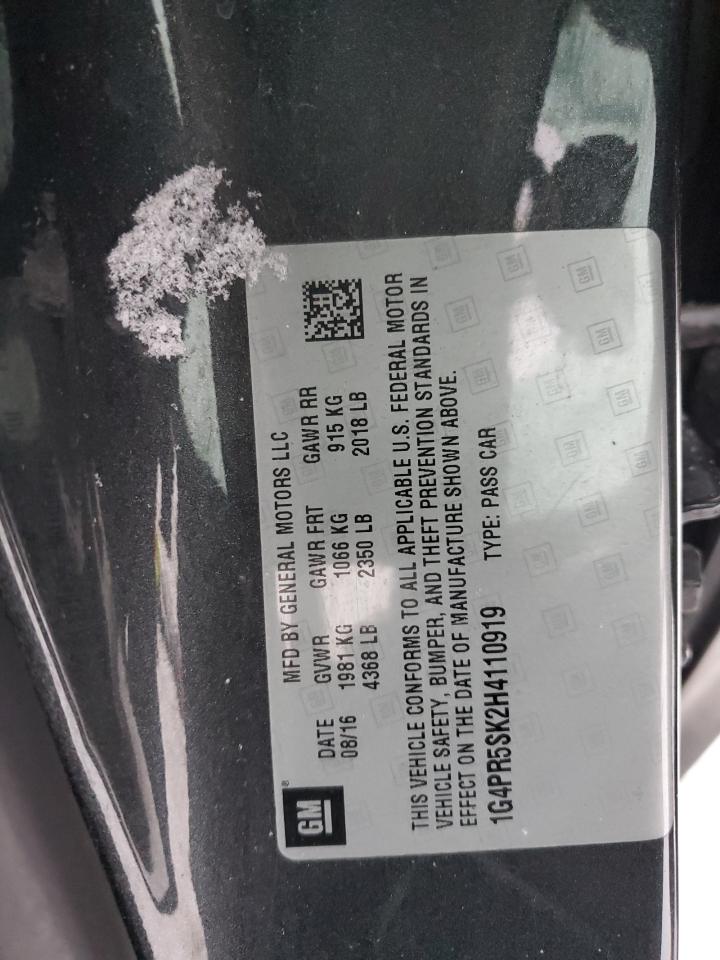 GM®
MFD BY GENERAL MOTORS LLC
DATE GVWR GAWR FRT GAWR RR
08/16 1981 KG 1066 KG 915 KG
4368 LB 2350 LB 2018 LB
THIS VEHICLE CONFORMS TO ALL APPLICABLE U.S. FEDERAL MOTOR
VEHICLE SAFETY, BUMPER, AND THEFT PREVENTION STANDARDS IN
EFFECT ON THE DATE OF MANUFACTURE SHOWN ABOVE.
1G4PR5SK2H4110919 TYPE: PASS CAR